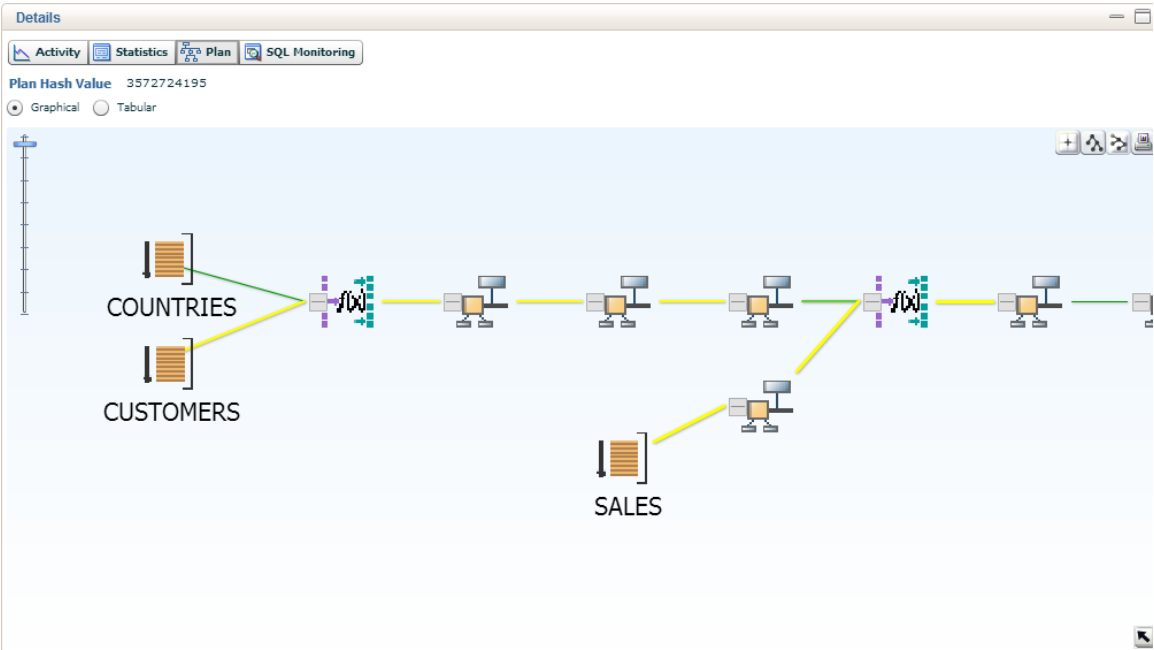 Details
Activity Statistics Plan SQL Monitoring
Plan Hash Value 3572724195
Graphical Tabular
COUNTRIES
CUSTOMERS
SALES
f(x)
f(x)